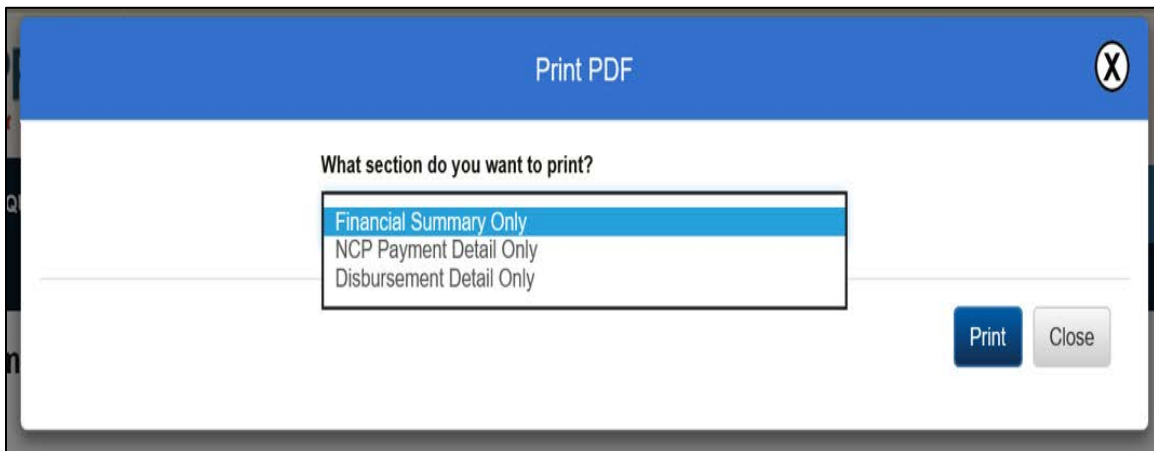 Print PDF
X
What section do you want to print?
Financial Summary Only
NCP Payment Detail Only
Disbursement Detail Only
Print
Close